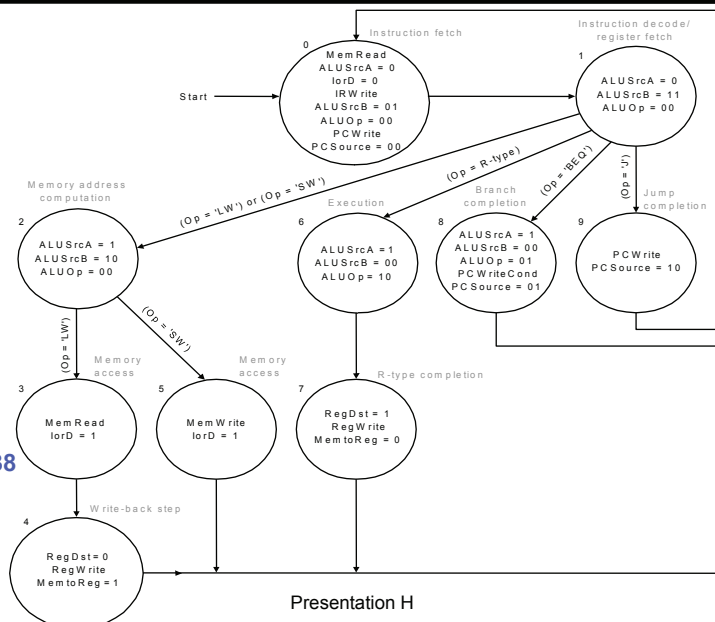 Instruction fetch
0
MemRead
ALUSrcA = 0
IorD = 0
IRWrite
ALUSrcB = 01
ALUOp = 00
PCWrite
PCSource = 00
Start
Instruction decode/
register fetch
1
ALUSrcA = 0
ALUSrcB = 11
ALUOp = 00
(Op = 'LW') or (Op = 'SW')
(Op = R-type)
(Op = 'BEQ')
(Op = 'J')
Memory address
computation
2
ALUSrcA = 1
ALUSrcB = 10
ALUOp = 00
Execution
6
ALUSrcA = 1
ALUSrcB = 00
ALUOp = 10
Branch
completion
8
ALUSrcA = 1
ALUSrcB = 00
ALUOp = 01
PCWriteCond
PCSource = 01
Jump
completion
9
PCWrite
PCSource = 10
(Op = 'LW')
(Op = 'SW')
Memory
access
3
MemRead
IorD = 1
Memory
access
5
MemWrite
IorD = 1
R-type completion
7
RegDst = 1
RegWrite
MemtoReg = 0
38
Write-back step
4
RegDst=0
RegWrite
MemtoReg=1
Presentation H